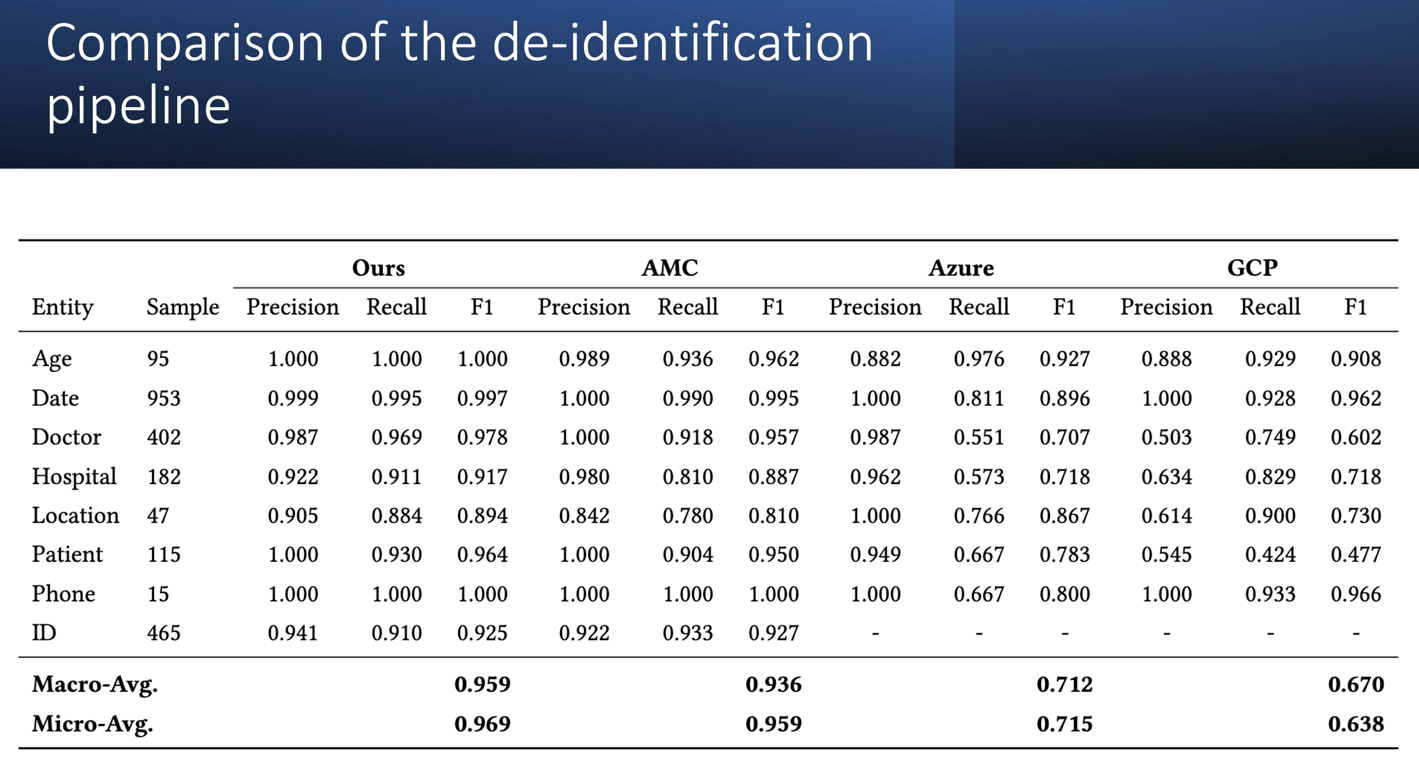 Comparison of the de-identification
pipeline
Ours AMC Azure GCP
Entity Sample Precision Recall F1 Precision Recall F1 Precision Recall F1 Precision Recall F1
Age 95 1.000 1.000 1.000 0.989 0.936 0.962 0.882 0.976 0.927 0.888 0.929 0.908
Date 953 0.999 0.995 0.997 1.000 0.990 0.995 1.000 0.811 0.896 1.000 0.928 0.962
Doctor 402 0.987 0.969 0.978 1.000 0.918 0.957 0.987 0.551 0.707 0.503 0.749 0.602
Hospital 182 0.922 0.911 0.917 0.980 0.810 0.887 0.962 0.573 0.718 0.634 0.829 0.718
Location 47 0.905 0.884 0.894 0.842 0.780 0.810 1.000 0.766 0.867 0.614 0.900 0.730
Patient 115 1.000 0.930 0.964 1.000 0.904 0.950 0.949 0.667 0.783 0.545 0.424 0.477
Phone 15 1.000 1.000 1.000 1.000 1.000 1.000 1.000 0.667 0.800 1.000 0.933 0.966
ID 465 0.941 0.910 0.925 0.922 0.933 0.927 - - - - - -
Macro-Avg. 0.959 0.936 0.712 0.670
Micro-Avg. 0.969 0.959 0.715 0.638